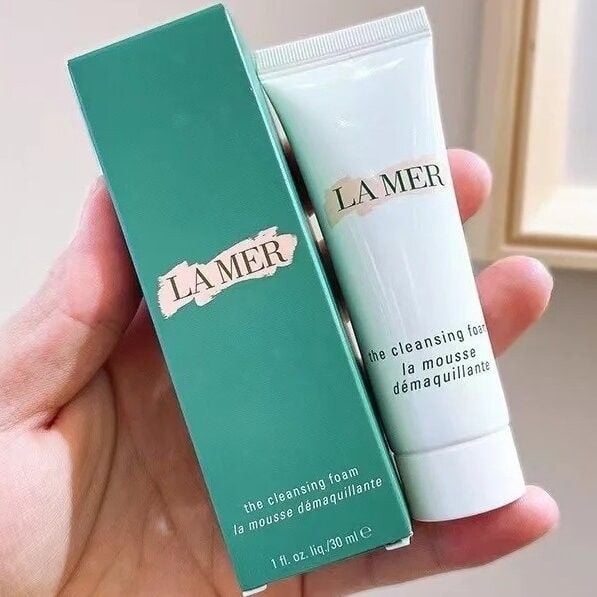 LA MER
the cleansing foam
la mousse démaquillante
1 fl. oz. liq./30 ml ℮
LA MER
the cleansing foam
la mousse
démaquillante